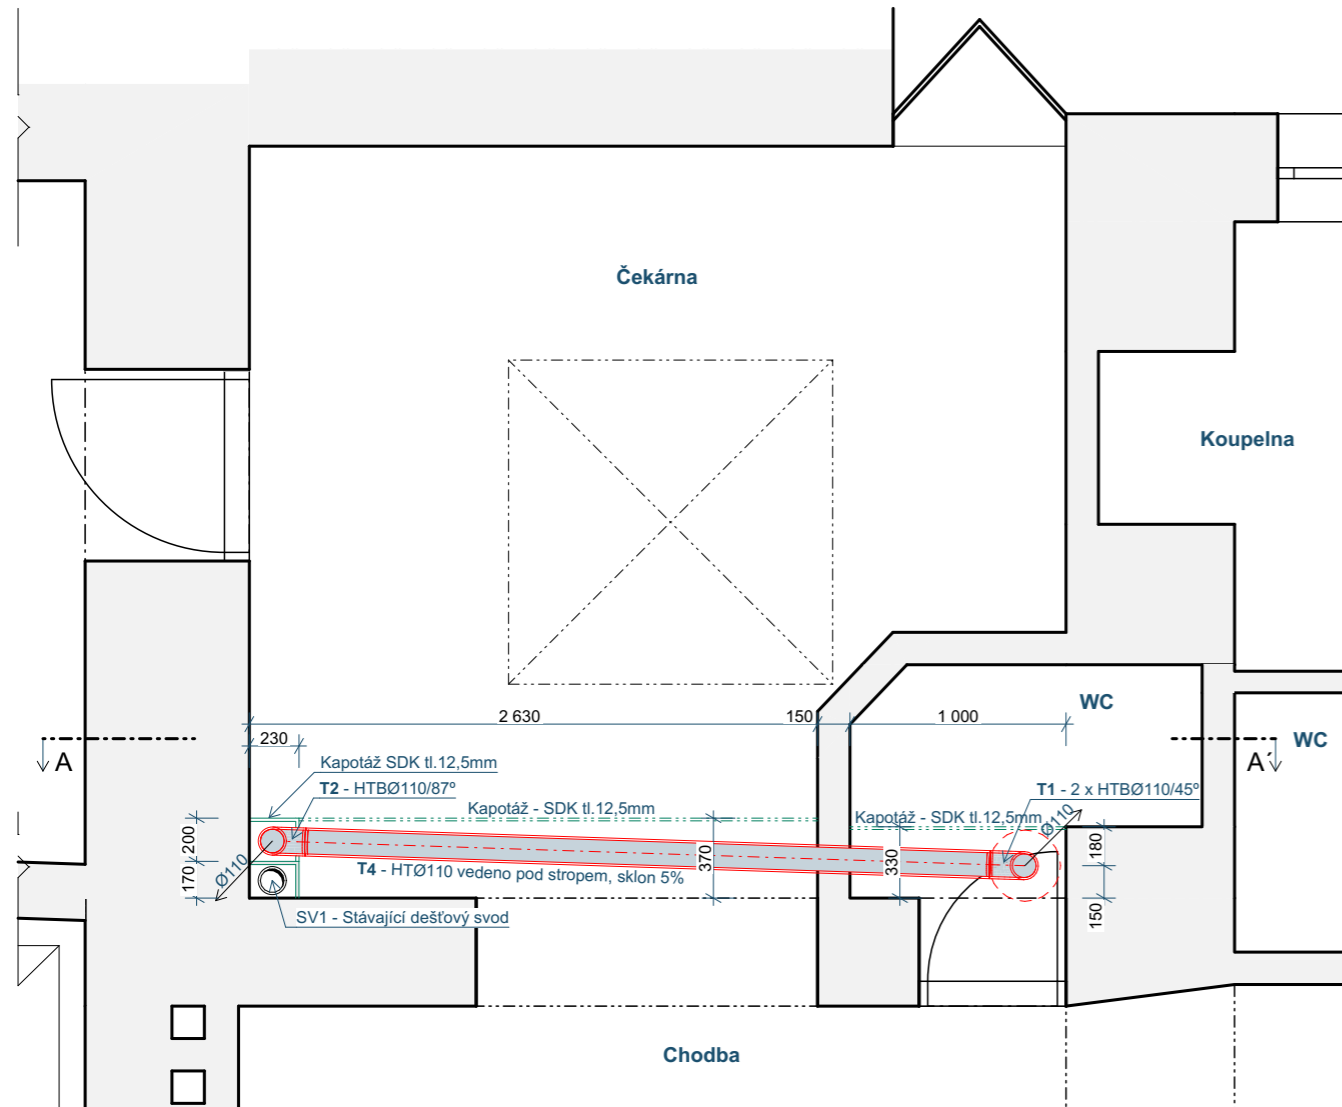 Čekárna
Koupelna
2 630
150
1 000
WC
WC
230
A
A´
Kapotáž SDK tl.12,5mm
T2 - HTBØ110/87º
T1 - 2 x HTBØ110/45º
Kapotáž - SDK tl.12,5mm
Kapotáž - SDK tl.12,5mm
Ø110
200
180
370
330
T4 - HTØ110 vedeno pod stropem, sklon 5%
Ø110
170
150
SV1 - Stávající dešťový svod
Chodba